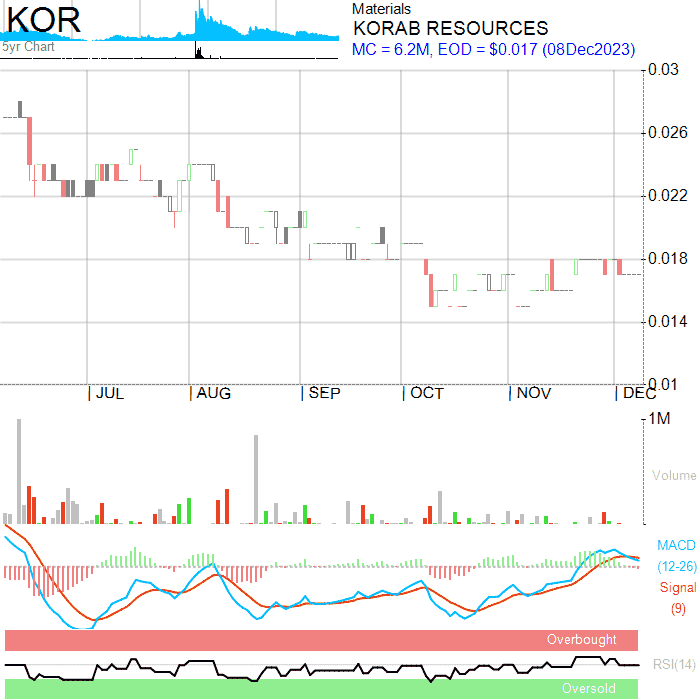 KOR
5yr Chart
Materials
KORAB RESOURCES
MC = 6.2M, EOD = $0.017 (08Dec2023)
0.03
0.026
0.022
0.018
0.014
0.01
JUL AUG SEP OCT NOV DEC
1M
Volume
MACD
(12-26)
Signal
(9)
Overbought
RSI(14)
Oversold